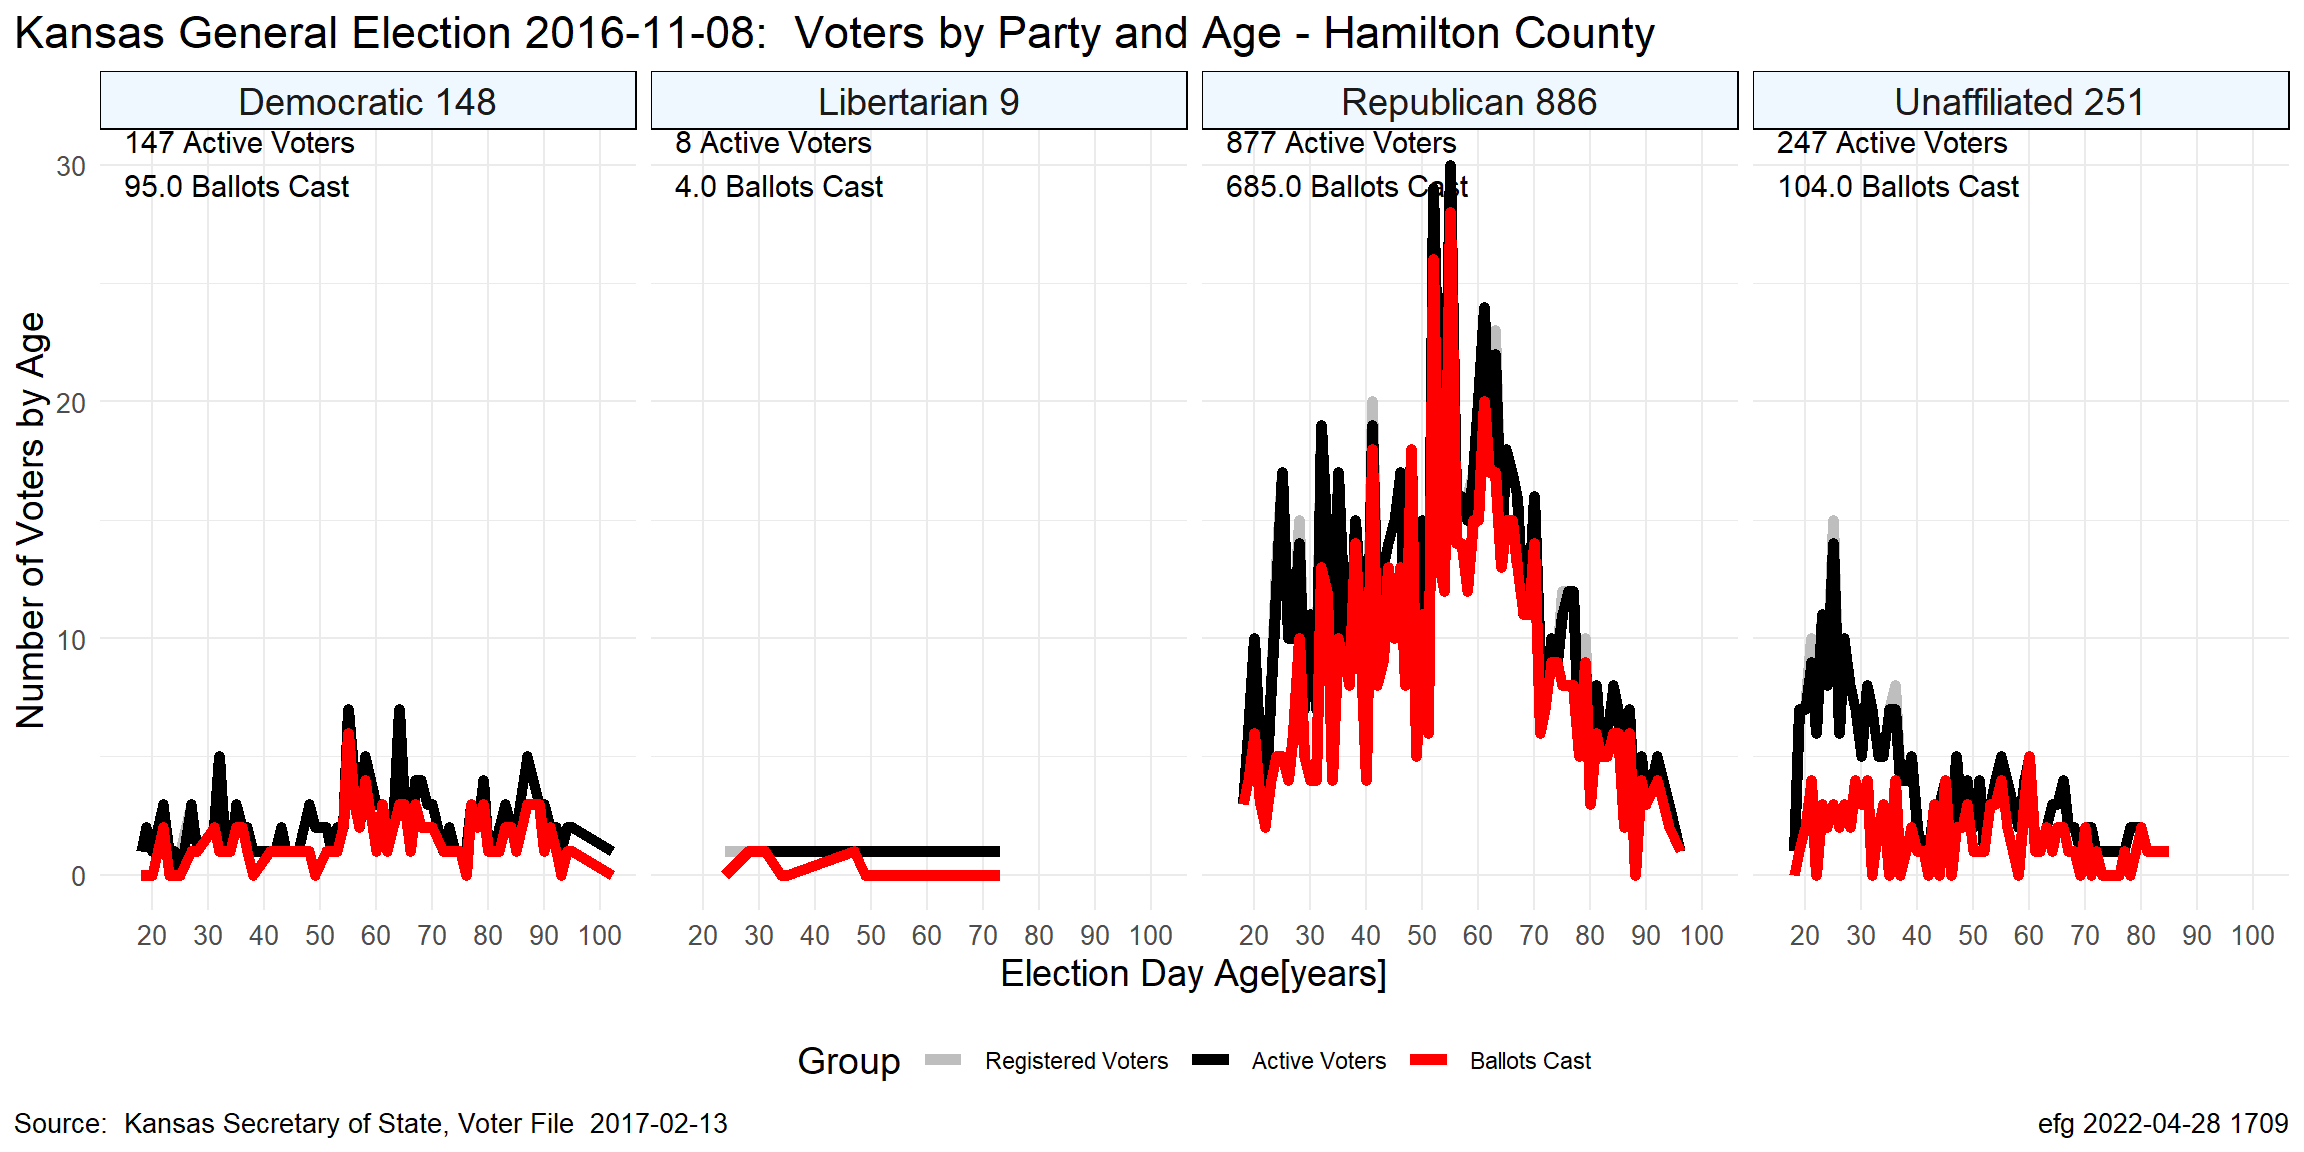 Kansas General Election 2016-11-08:  Voters by Party and Age - Hamilton County
Democratic 148
Libertarian 9
Republican 886
Unaffiliated 251
147 Active Voters
95.0 Ballots Cast
8 Active Voters
4.0 Ballots Cast
877 Active Voters
685.0 Ballots Cast
247 Active Voters
104.0 Ballots Cast
Number of Voters by Age
30
20
10
0
20 30 40 50 60 70 80 90 100
20 30 40 50 60 70 80 90 100
20 30 40 50 60 70 80 90 100
20 30 40 50 60 70 80 90 100
Election Day Age[years]
Group Registered Voters Active Voters Ballots Cast
Source:  Kansas Secretary of State, Voter File  2017-02-13
efg 2022-04-28 1709